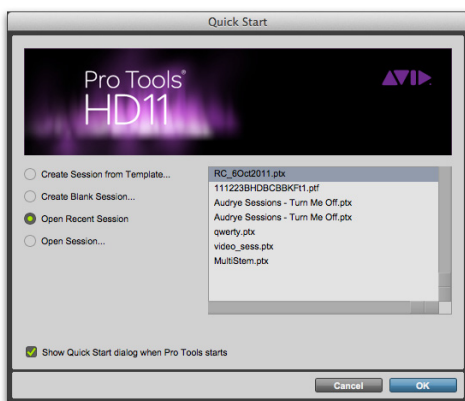 Quick Start
Pro Tools®
HD11
AVID
Create Session from Template...
Create Blank Session...
Open Recent Session
Open Session...
RC_6Oct2011.ptx
111223BHDBCBBKFt1.ptf
Audrye Sessions - Turn Me Off.ptx
Audrye Sessions - Turn Me Off.ptx
qwerty.ptx
video_sess.ptx
MultiStem.ptx
Show Quick Start dialog when Pro Tools starts
Cancel
OK